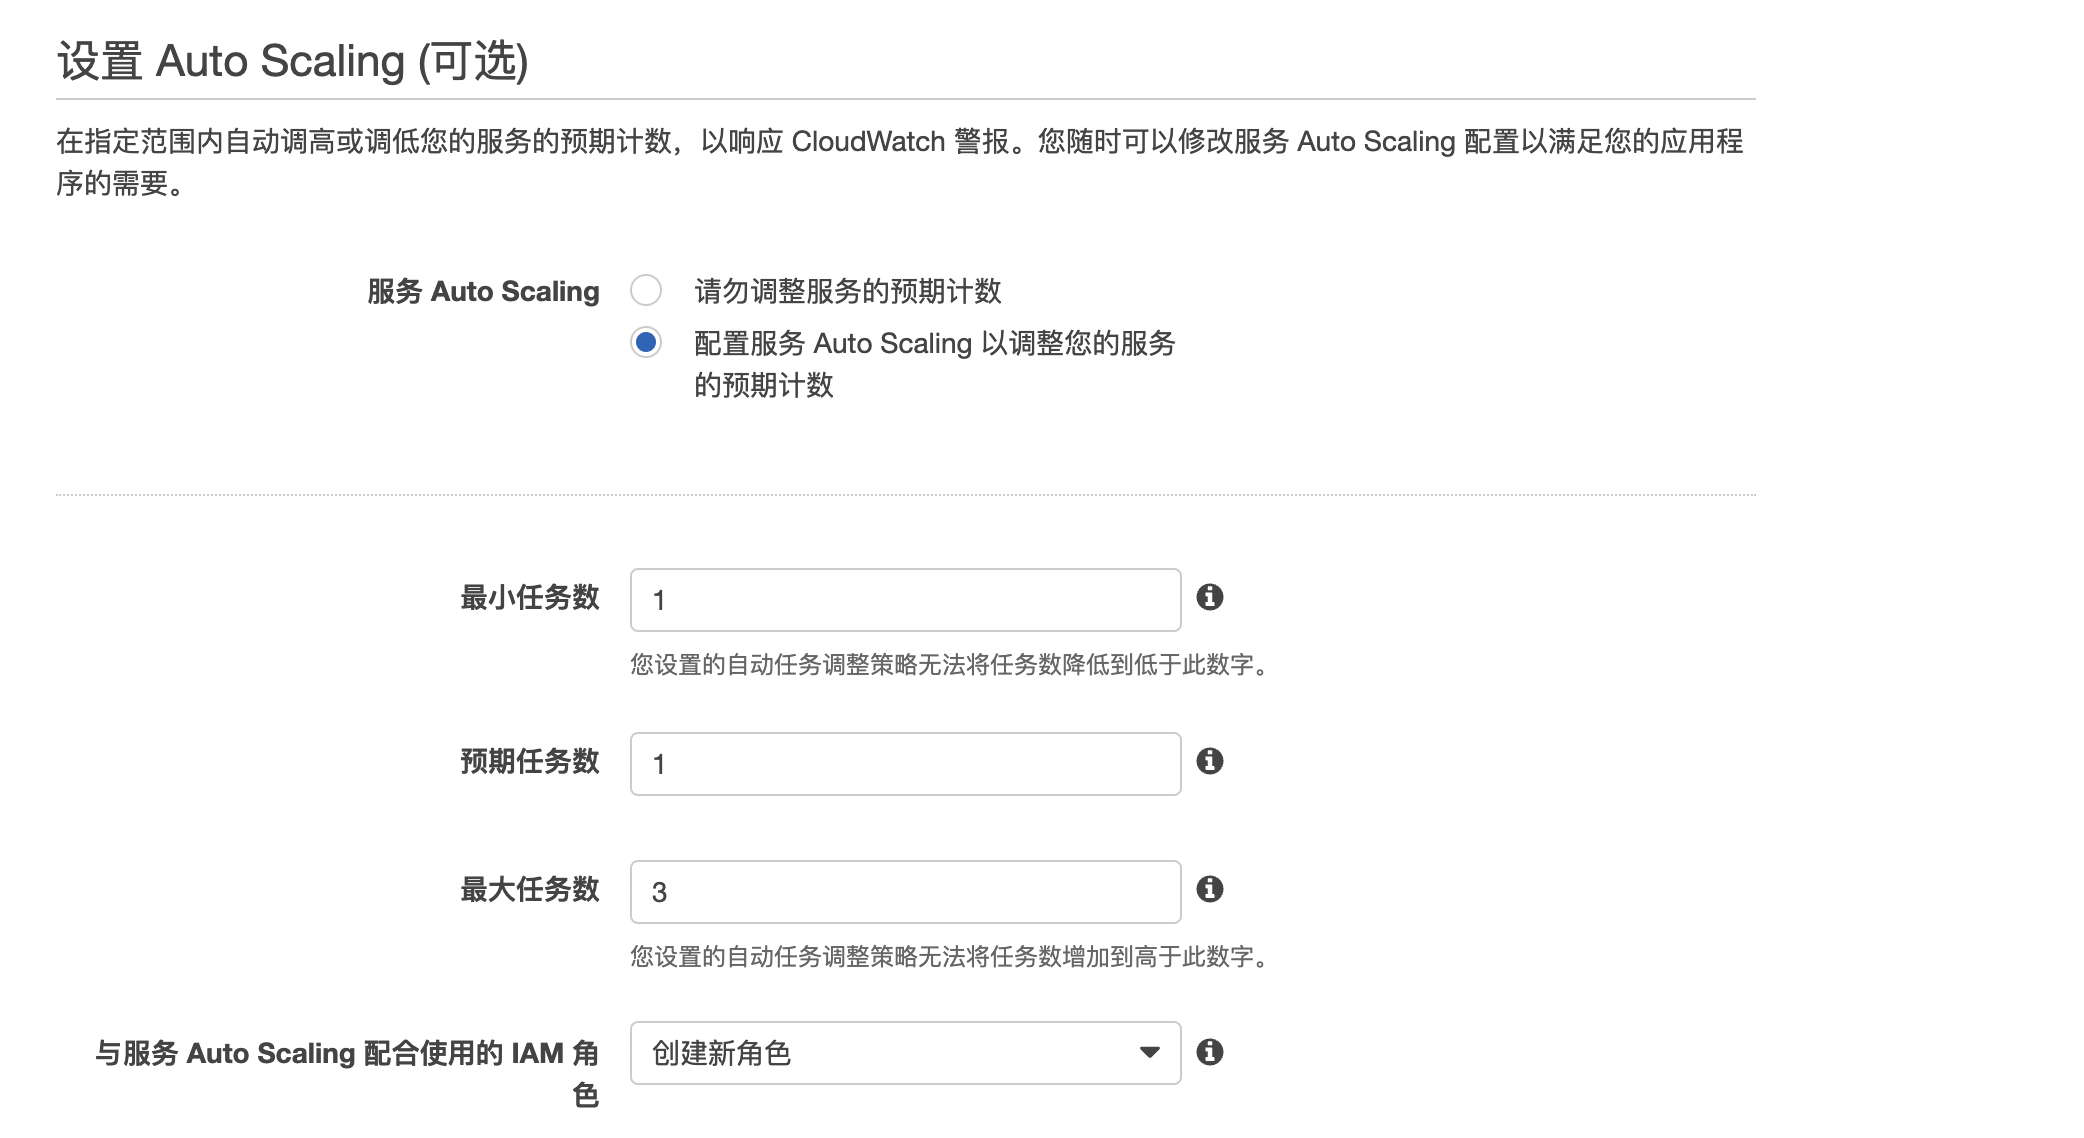 设置 Auto Scaling (可选)
在指定范围内自动调高或调低您的服务的预期计数，以响应 CloudWatch 警报。您随时可以修改服务 Auto Scaling 配置以满足您的应用程
序的需要。
服务 Auto Scaling
请勿调整服务的预期计数
配置服务 Auto Scaling 以调整您的服务
的预期计数
最小任务数
1
您设置的自动任务调整策略无法将任务数降低到低于此数字。
预期任务数
1
最大任务数
3
您设置的自动任务调整策略无法将任务数增加到高于此数字。
与服务 Auto Scaling 配合使用的 IAM 角
色
创建新角色